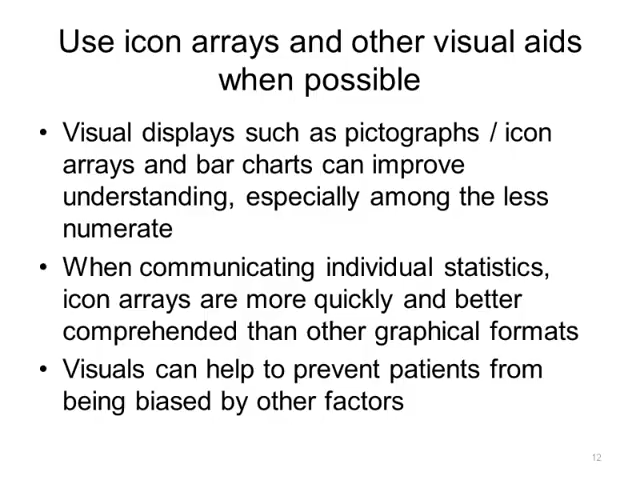 Use icon arrays and other visual aids
when possible
• Visual displays such as pictographs / icon
arrays and bar charts can improve
understanding, especially among the less
numerate
• When communicating individual statistics,
icon arrays are more quickly and better
comprehended than other graphical formats
• Visuals can help to prevent patients from
being biased by other factors
12